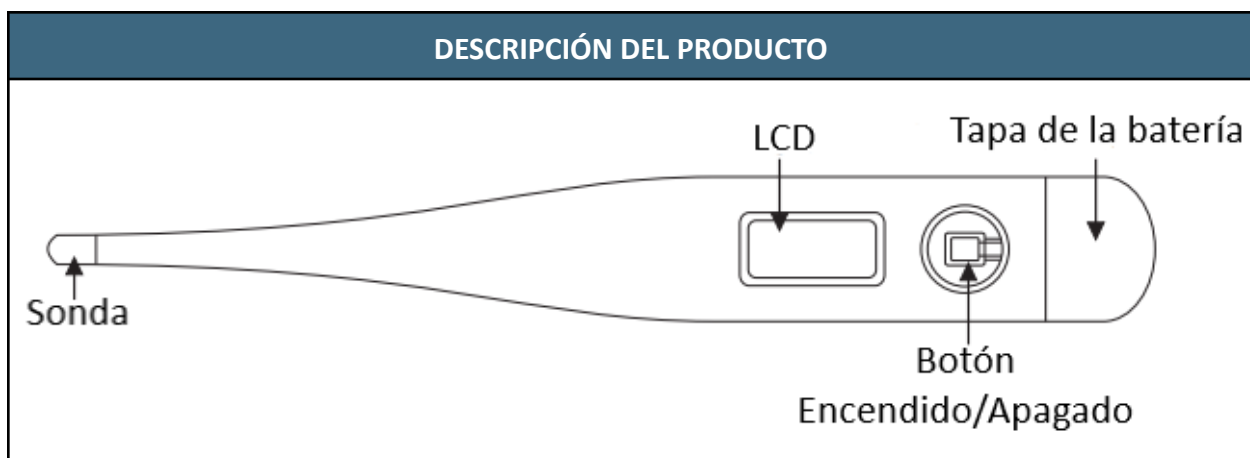 DESCRIPCIÓN DEL PRODUCTO
LCD
Tapa de la batería
Sonda
Botón
Encendido/Apagado